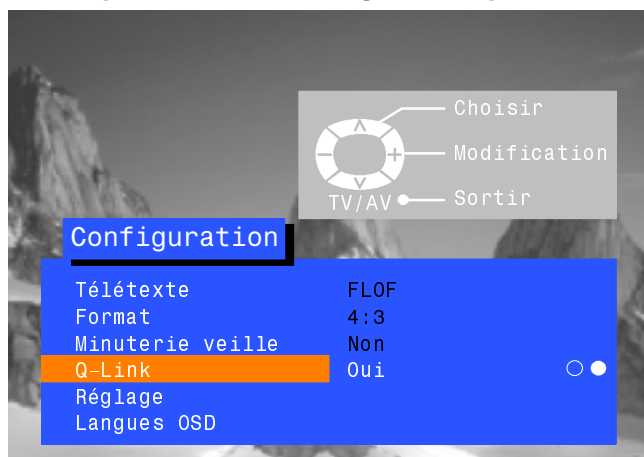 Choisir
Modification
TV/AV Sortir
Configuration
Télétexte FLOF
Format 4:3
Minuterie veille Non
Q-Link Oui
Réglage
Langues OSD